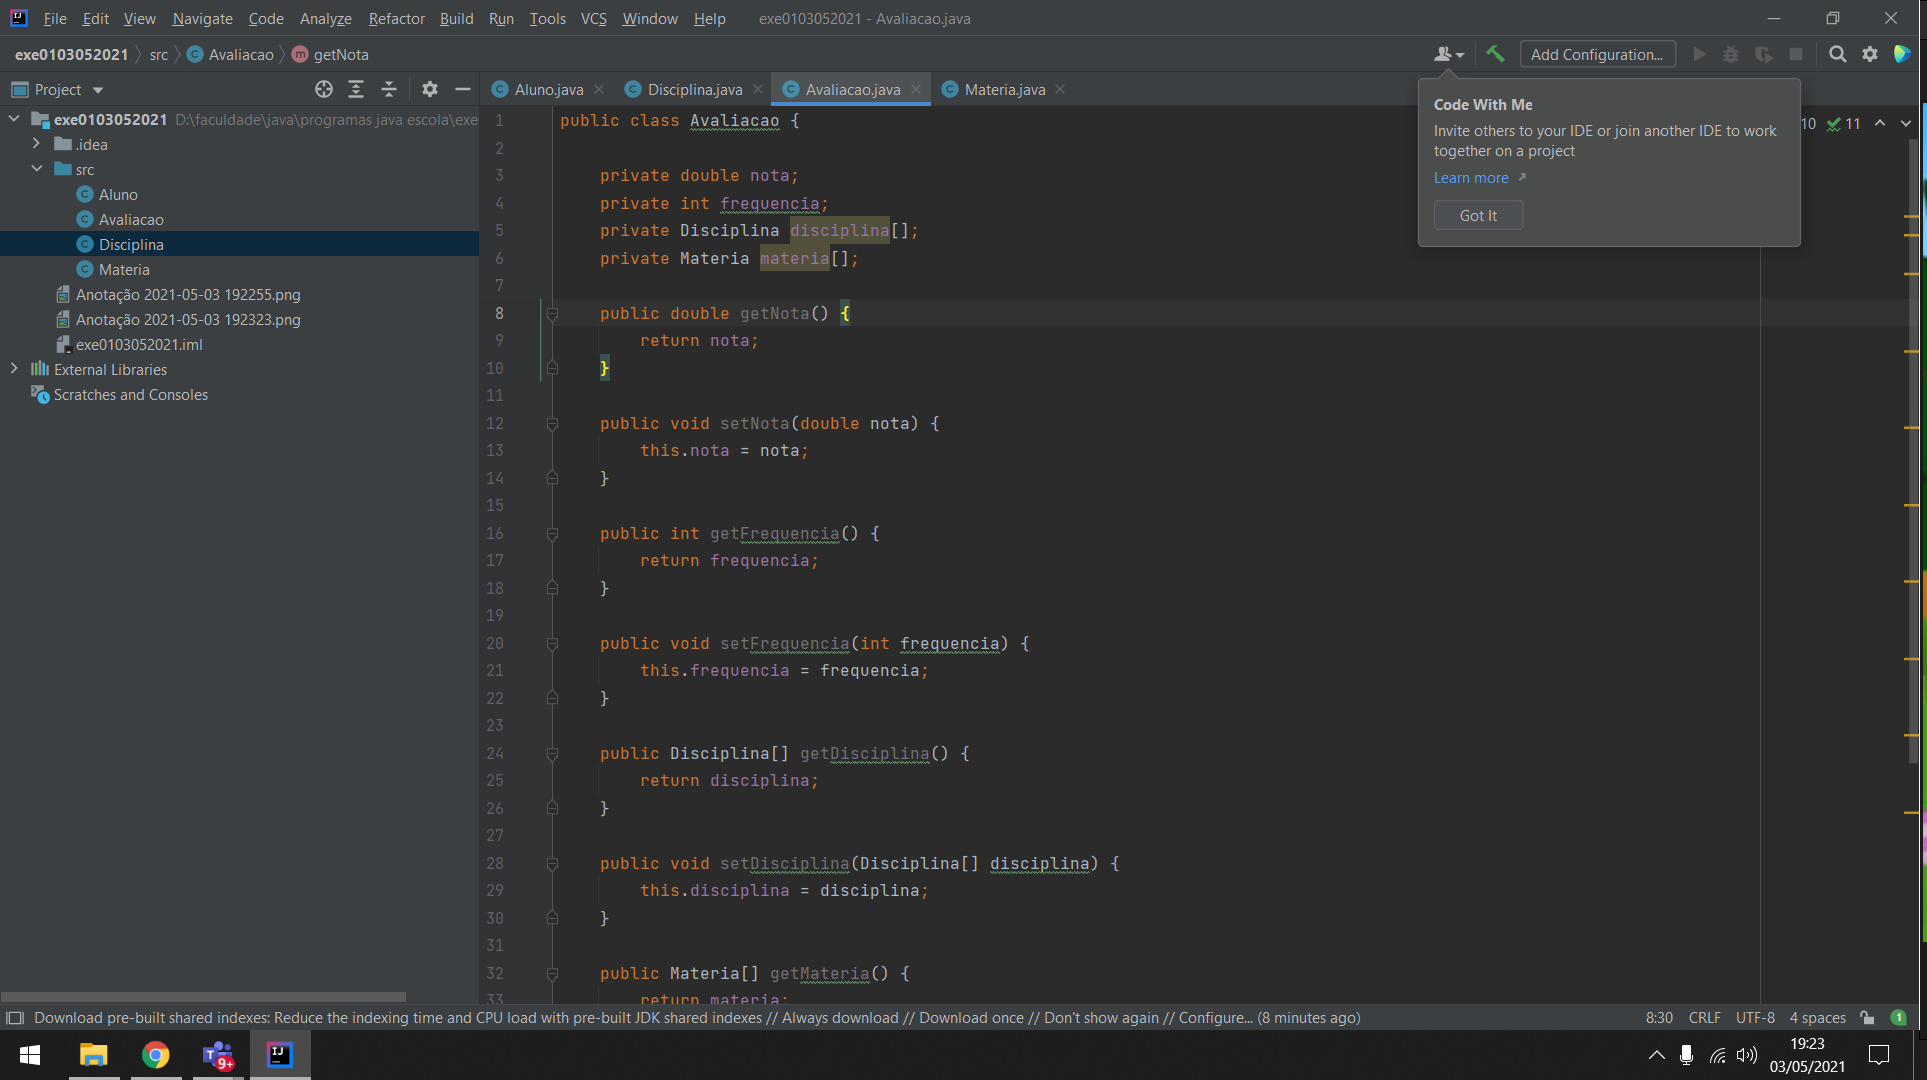 File Edit View Navigate Code Analyze Refactor Build Run Tools VCS Window Help exe0103052021 - Avaliacao.java
exe0103052021 src Avaliacao getNota
Add Configuration...
Project
Aluno.java Disciplina.java Avaliacao.java Materia.java
exe0103052021 D:\faculdade\java\programas java escola\exe
.idea
src
Aluno
Avaliacao
Disciplina
Materia
Anotação 2021-05-03 192255.png
Anotação 2021-05-03 192323.png
exe0103052021.iml
External Libraries
Scratches and Consoles
1 public class Avaliacao {
2
3 private double nota;
4 private int frequencia;
5 private Disciplina disciplina[];
6 private Materia materia[];
7
8 public double getNota() {
9 return nota;
10 }
11
12 public void setNota(double nota) {
13 this.nota = nota;
14 }
15
16 public int getFrequencia() {
17 return frequencia;
18 }
19
20 public void setFrequencia(int frequencia) {
21 this.frequencia = frequencia;
22 }
23
24 public Disciplina[] getDisciplina() {
25 return disciplina;
26 }
27
28 public void setDisciplina(Disciplina[] disciplina) {
29 this.disciplina = disciplina;
30 }
31
32 public Materia[] getMateria() {
33 return materia;
Code With Me
Invite others to your IDE or join another IDE to work
together on a project
Learn more
Got It
10 11
Download pre-built shared indexes: Reduce the indexing time and CPU load with pre-built JDK shared indexes // Always download // Download once // Don't show again // Configure... (8 minutes ago)
8:30 CRLF UTF-8 4 spaces 1
9+
19:23
03/05/2021